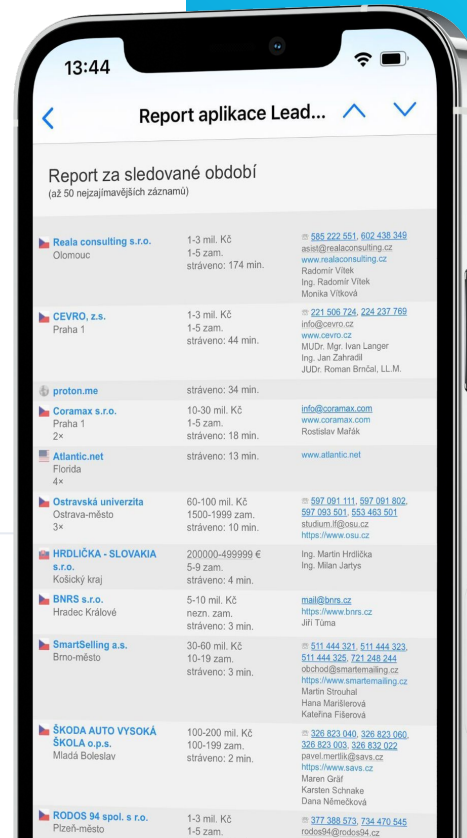 13:44
Report aplikace Lead...
Report za sledované období
(až 50 nejzajímavějších záznamů)
Reala consulting s.r.o.
Olomouc
1-3 mil. Kč
1-5 zam.
stráveno: 174 min.
585 222 551, 602 438 349
asist@realaconsulting.cz
www.realaconsulting.cz
Radomír Vítek
Ing. Radomír Vítek
Monika Vítková
CEVRO, z.s.
Praha 1
1-3 mil. Kč
1-5 zam.
stráveno: 44 min.
221 506 724, 224 237 769
info@cevro.cz
www.cevro.cz
MUDr. Mgr. Ivan Langer
Ing. Jan Zahradil
JUDr. Roman Brnčal, LL.M.
proton.me
stráveno: 34 min.
Coramax s.r.o.
Praha 1
2×
10-30 mil. Kč
1-5 zam.
stráveno: 18 min.
info@coramax.com
www.coramax.com
Rostislav Mařák
Atlantic.net
Florida
4×
stráveno: 13 min.
www.atlantic.net
Ostravská univerzita
Ostrava-město
3×
60-100 mil. Kč
1500-1999 zam.
stráveno: 10 min.
597 091 111, 597 091 802,
597 093 501, 553 463 501
studium.lf@osu.cz
https://www.osu.cz
HRDLIČKA - SLOVAKIA
s.r.o.
Košický kraj
200000-499999 €
5-9 zam.
stráveno: 4 min.
Ing. Martin Hrdlička
Ing. Milan Jartys
BNRS s.r.o.
Hradec Králové
5-10 mil. Kč
nezn. zam.
stráveno: 3 min.
mail@bnrs.cz
https://www.bnrs.cz
Jiří Tůma
SmartSelling a.s.
Brno-město
30-60 mil. Kč
10-19 zam.
stráveno: 3 min.
511 444 321, 511 444 323,
511 444 325, 721 248 244
obchod@smartemailing.cz
https://www.smartemailing.cz
Martin Strouhal
Hana Marišlerová
Kateřina Fišerová
ŠKODA AUTO VYSOKÁ
ŠKOLA o.p.s.
Mladá Boleslav
100-200 mil. Kč
100-199 zam.
stráveno: 2 min.
326 823 040, 326 823 060,
326 823 003, 326 832 022
pavel.mertlik@savs.cz
https://www.savs.cz
Maren Gräf
Karsten Schnake
Dana Němečková
RODOS 94 spol. s r.o.
Plzeň-město
1-3 mil. Kč
1-5 zam.
377 388 573, 734 470 545
rodos94@rodos94.cz